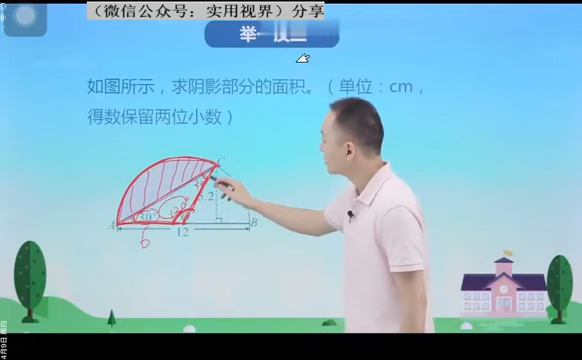 （微信公众号：实用视界）分享
举一反三
如图所示，求阴影部分的面积。（单位：cm，
得数保留两位小数）
C
5.2
30°
A
B
6
12